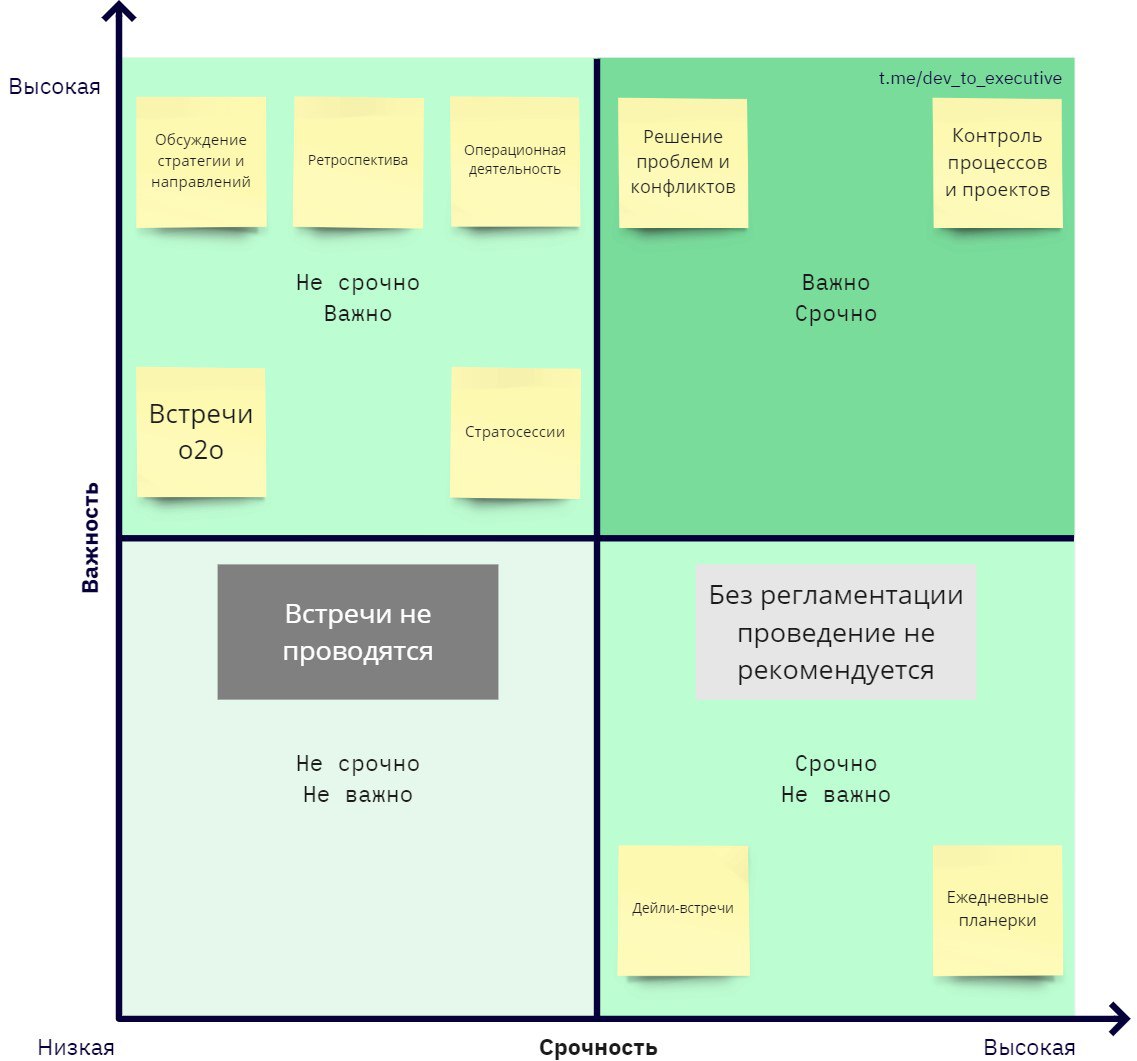 Высокая
t.me/dev_to_executive
Обсуждение
стратегии и
направлений
Ретроспектива
Операционная
деятельность
Решение
проблем и
конфликтов
Контроль
процессов
и проектов
Не срочно
Важно
Важно
Срочно
Встречи
o2o
Стратосессии
Важность
Встречи не
проводятся
Без регламентации
проведение не
рекомендуется
Не срочно
Не важно
Срочно
Не важно
Дейли-встречи
Ежедневные
планерки
Низкая
Срочность
Высокая